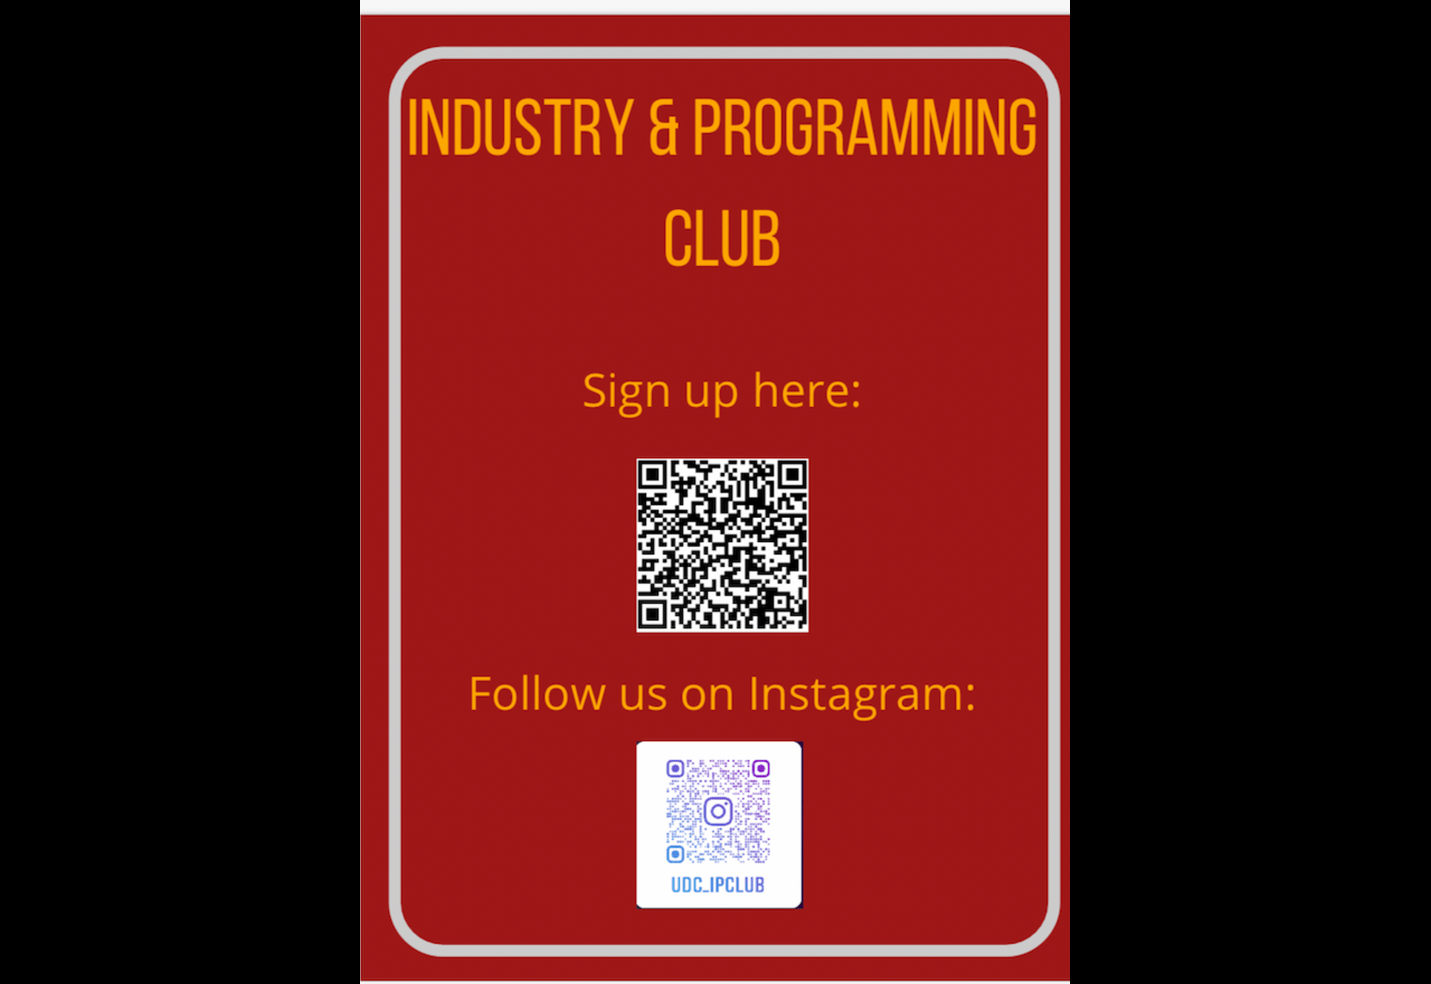 INDUSTRY & PROGRAMMING
CLUB
Sign up here:
Follow us on Instagram:
UDC_IPCLUB